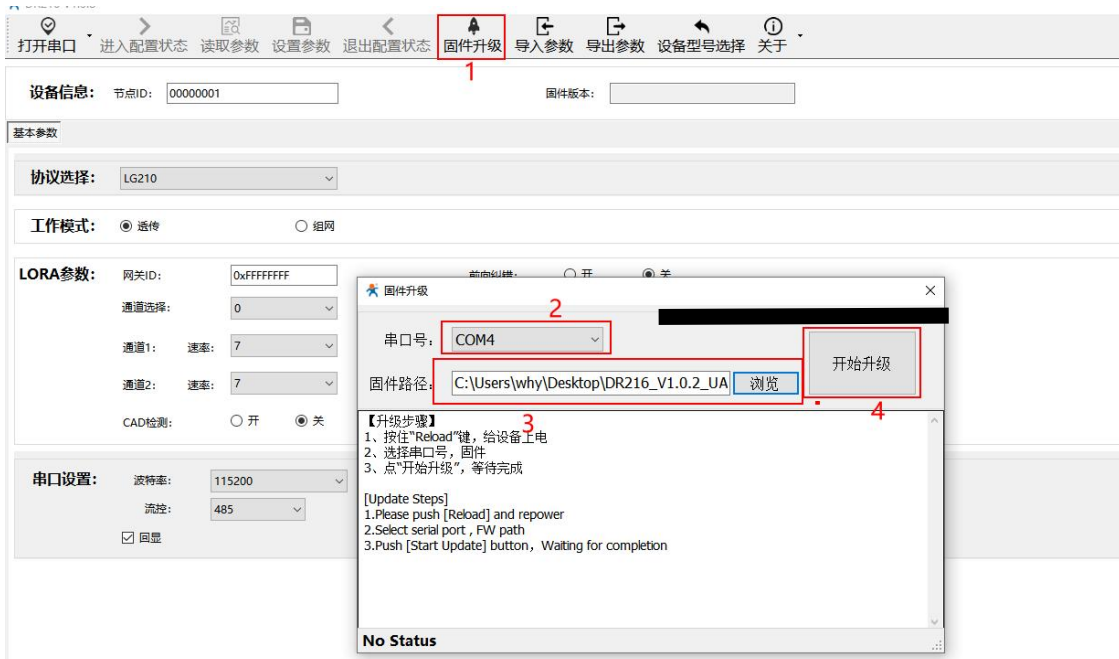 打开串口 进入配置状态 读取参数 设置参数 退出配置状态 固件升级 导入参数 导出参数 设备型号选择 关于
1
设备信息： 节点ID： 00000001 固件版本：
基本参数
协议选择： LG210
工作模式： 透传 组网
LORA参数： 网关ID： 0xFFFFFFFF 前向纠错： 开 关
通道选择： 0
通道1： 速率： 7
通道2： 速率： 7
CAD检测： 开 关
串口设置： 波特率： 115200
流控： 485
回显
固件升级
2
串口号： COM4
开始升级
固件路径： C:\Users\why\Desktop\DR216_V1.0.2_UA 浏览
3
4
【升级步骤】
1、按住“Reload”键，给设备上电
2、选择串口号，固件
3、点“开始升级”，等待完成
[Update Steps]
1.Please push [Reload] and repower
2.Select serial port , FW path
3.Push [Start Update] button，Waiting for completion
No Status